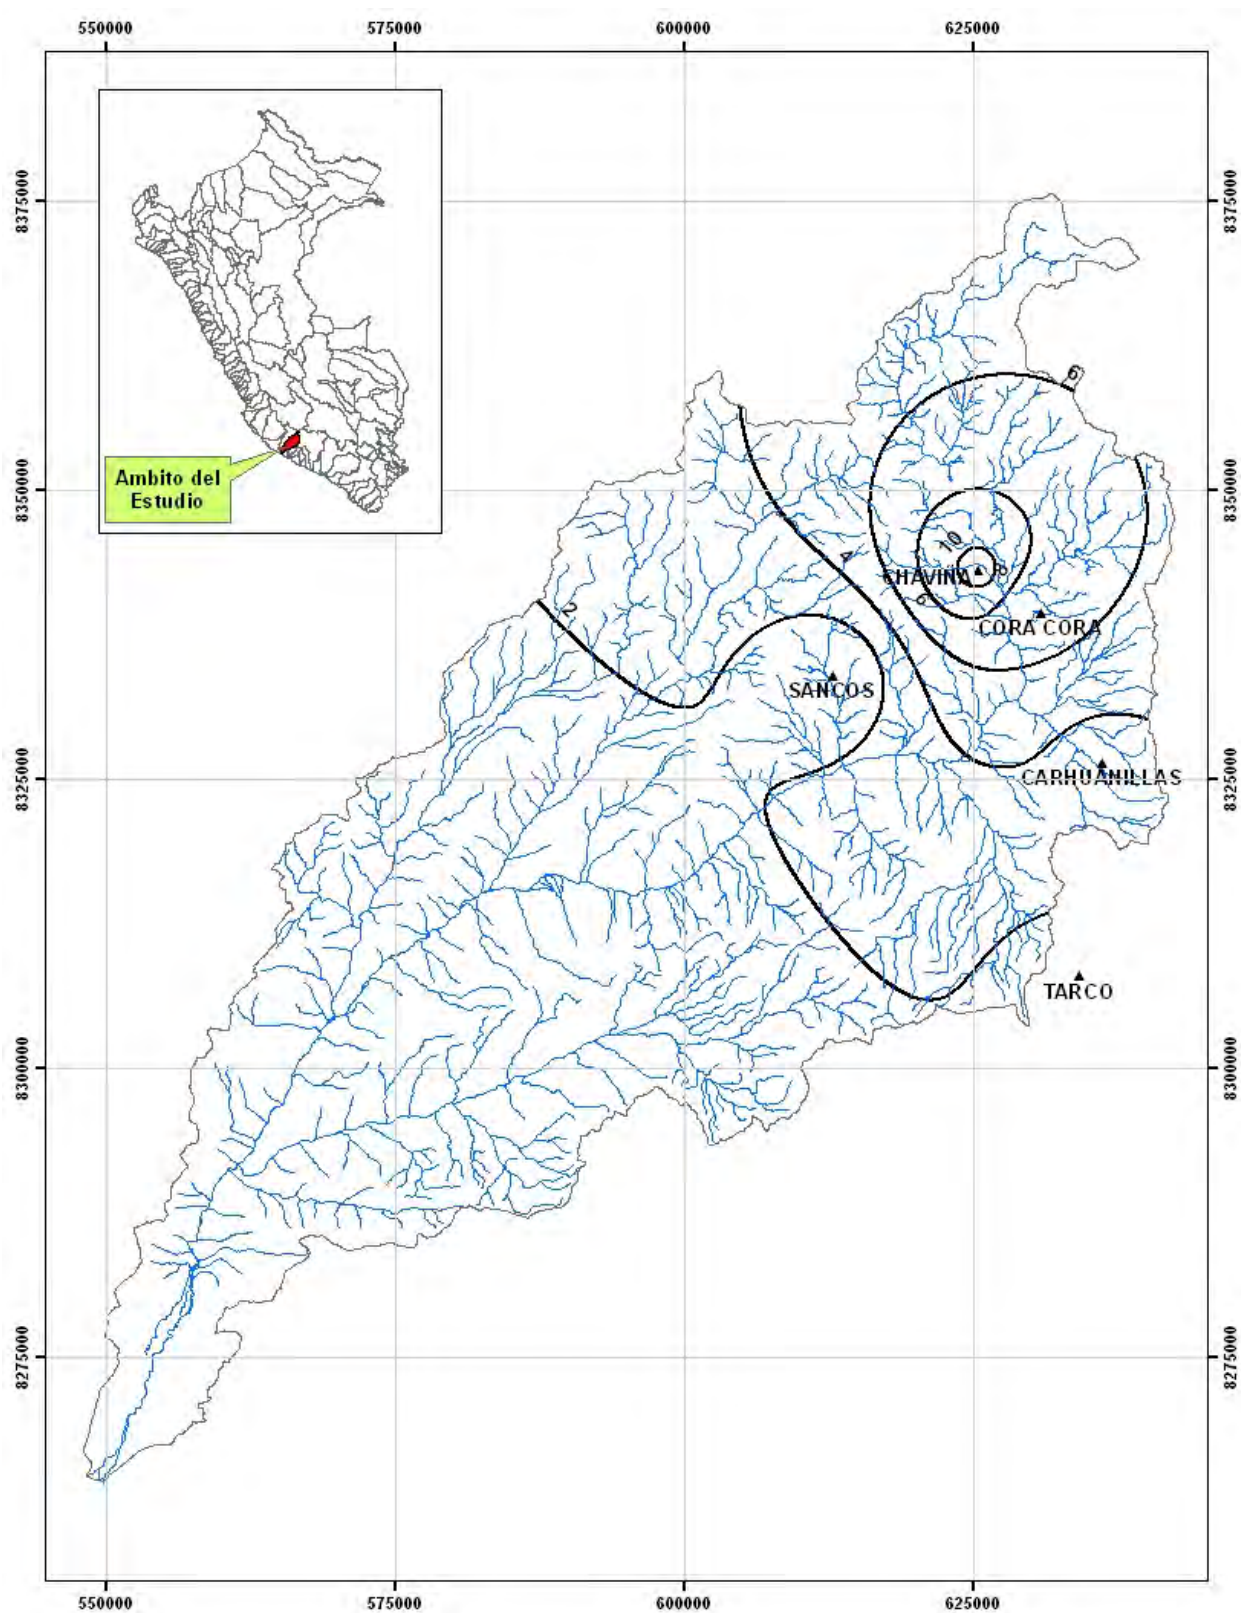 550000 575000 600000 625000
8375000 8375000
Ambito del
Estudio
6
8350000 8350000
10
4
CHAVIÑA 8
6
2
CORA CORA
SANCOS
8325000 CARHUANILLAS 8325000
TARCO
8300000 8300000
8275000 8275000
550000 575000 600000 625000